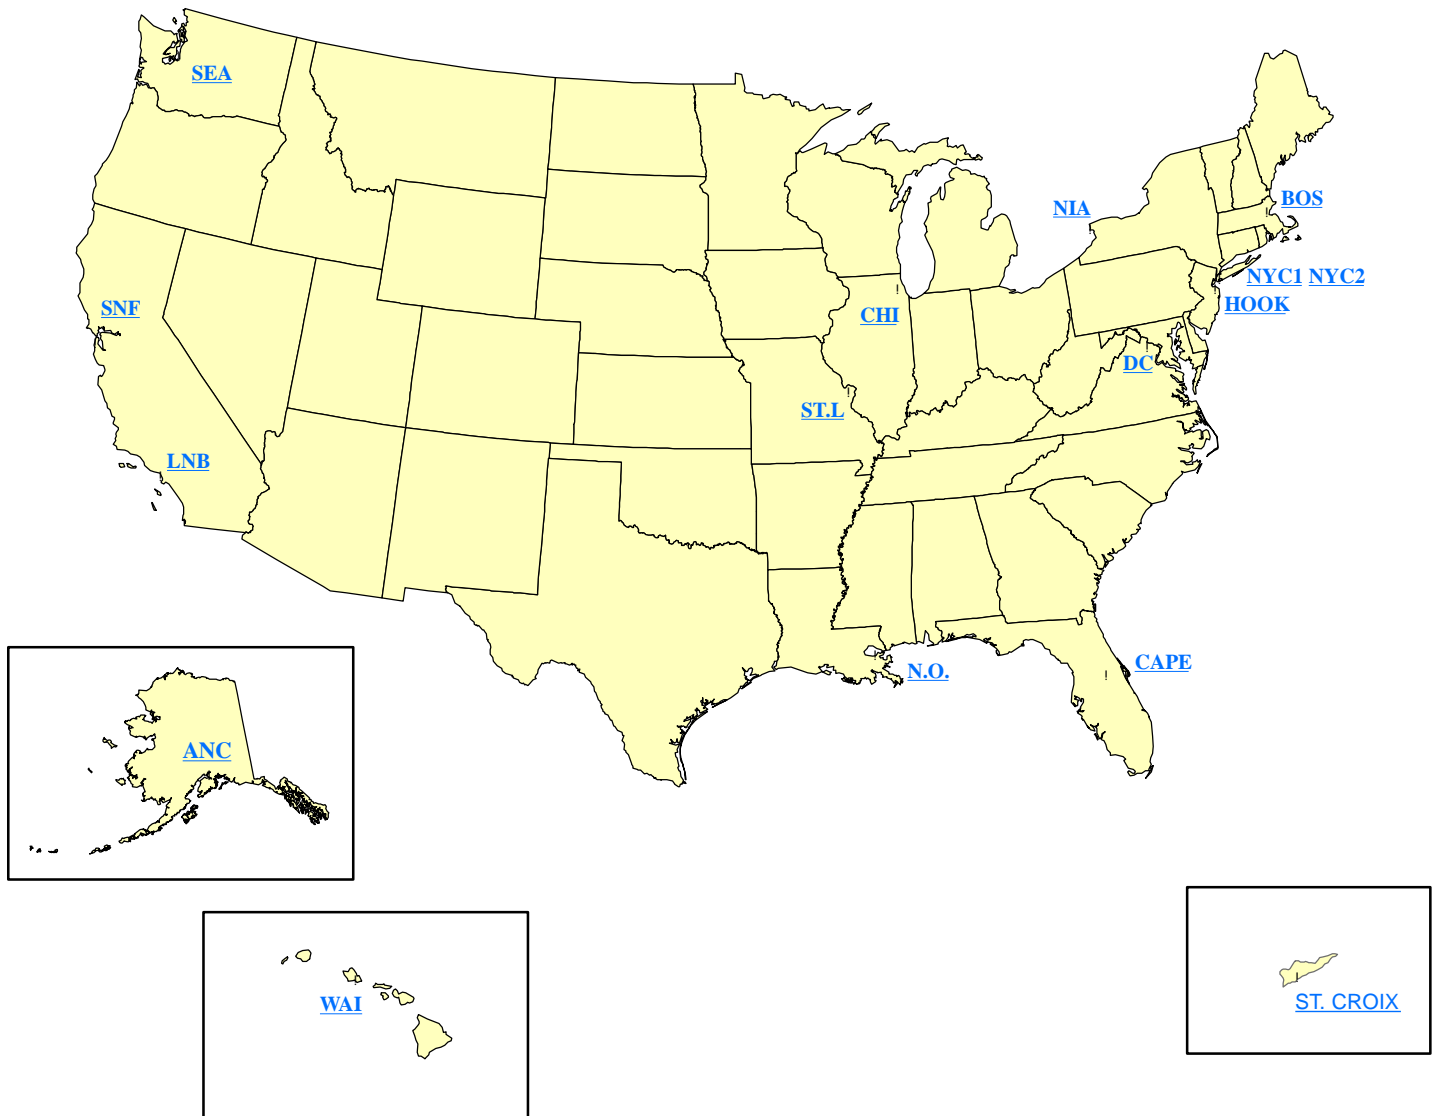 SEA
BOS
NIA
NYC1 NYC2
HOOK
SNF
CHI
DC
ST.L
LNB
CAPE
N.O.
ANC
ST. CROIX
WAI